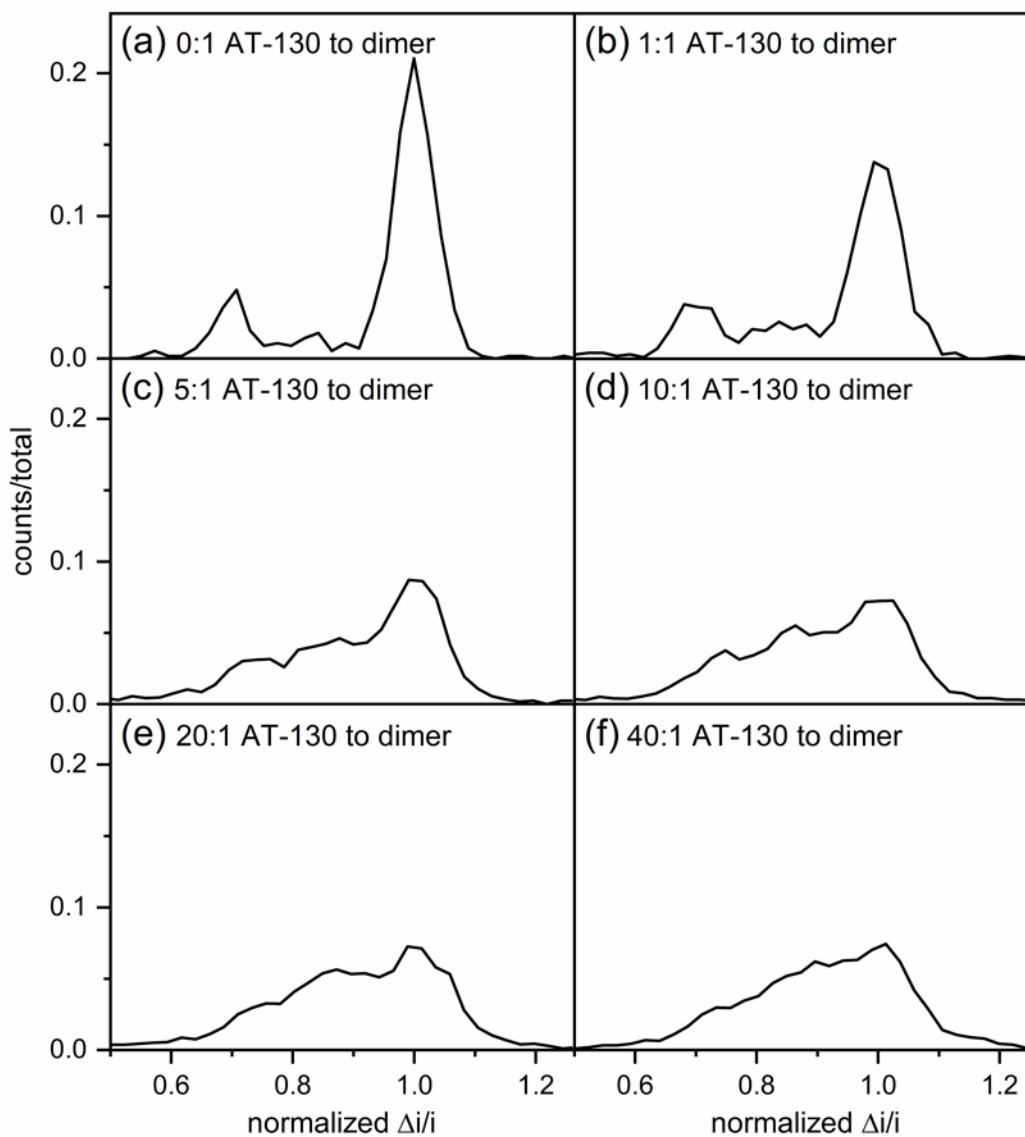 (a) 0:1 AT-130 to dimer
(b) 1:1 AT-130 to dimer
0.2
0.1
0.0
(c) 5:1 AT-130 to dimer
(d) 10:1 AT-130 to dimer
0.2
0.1
0.0
counts/total
(e) 20:1 AT-130 to dimer
(f) 40:1 AT-130 to dimer
0.2
0.1
0.0
0.6 0.8 1.0 1.2
0.6 0.8 1.0 1.2
normalized Δi/i
normalized Δi/i